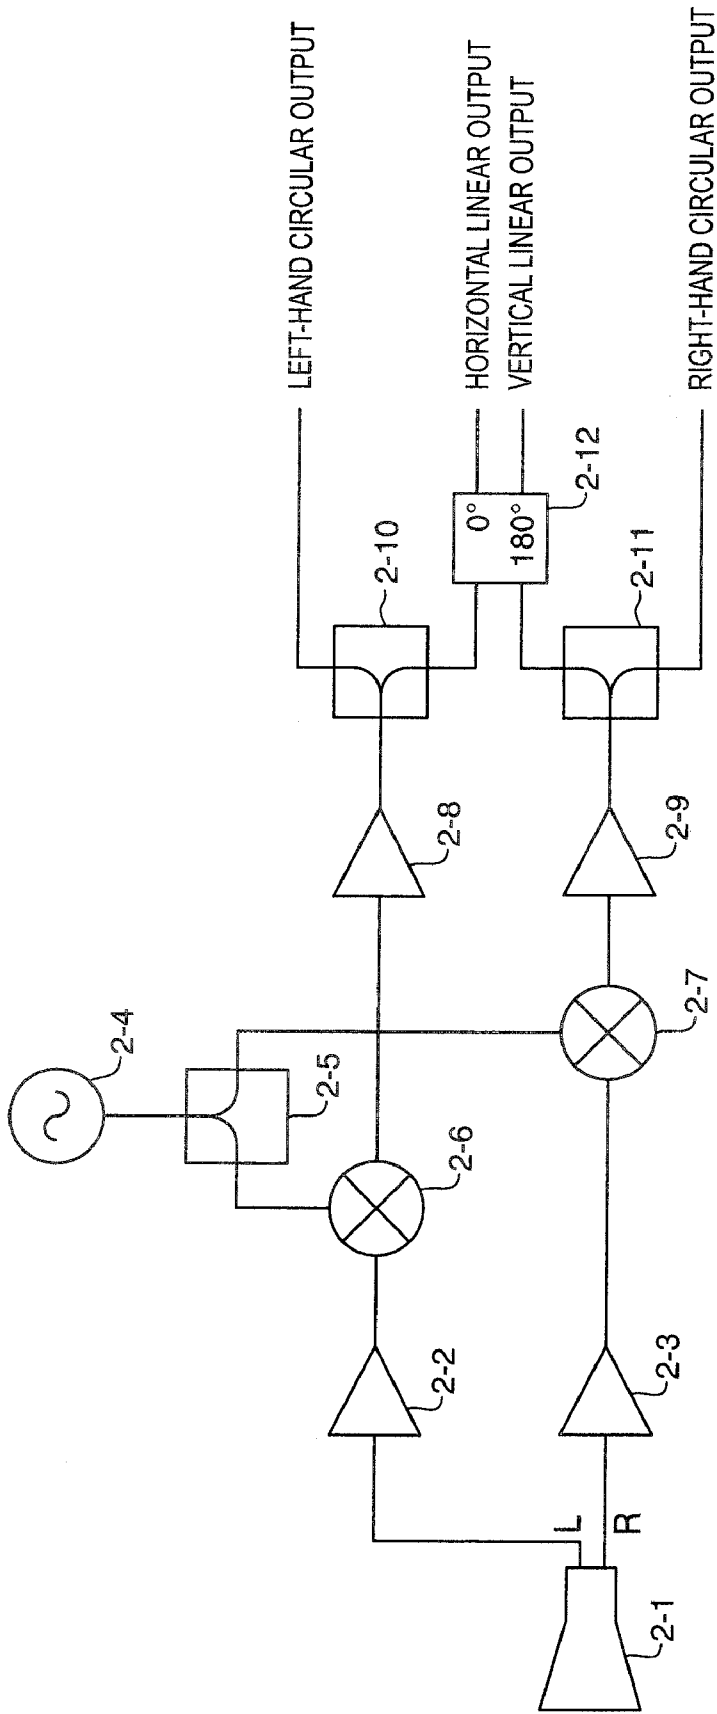 LEFT-HAND CIRCULAR OUTPUT
HORIZONTAL LINEAR OUTPUT
VERTICAL LINEAR OUTPUT
RIGHT-HAND CIRCULAR OUTPUT
2-4
2-5
2-10
0°
180°
2-12
2-8
2-6
2-11
2-2
2-9
2-7
L
R
2-3
2-1